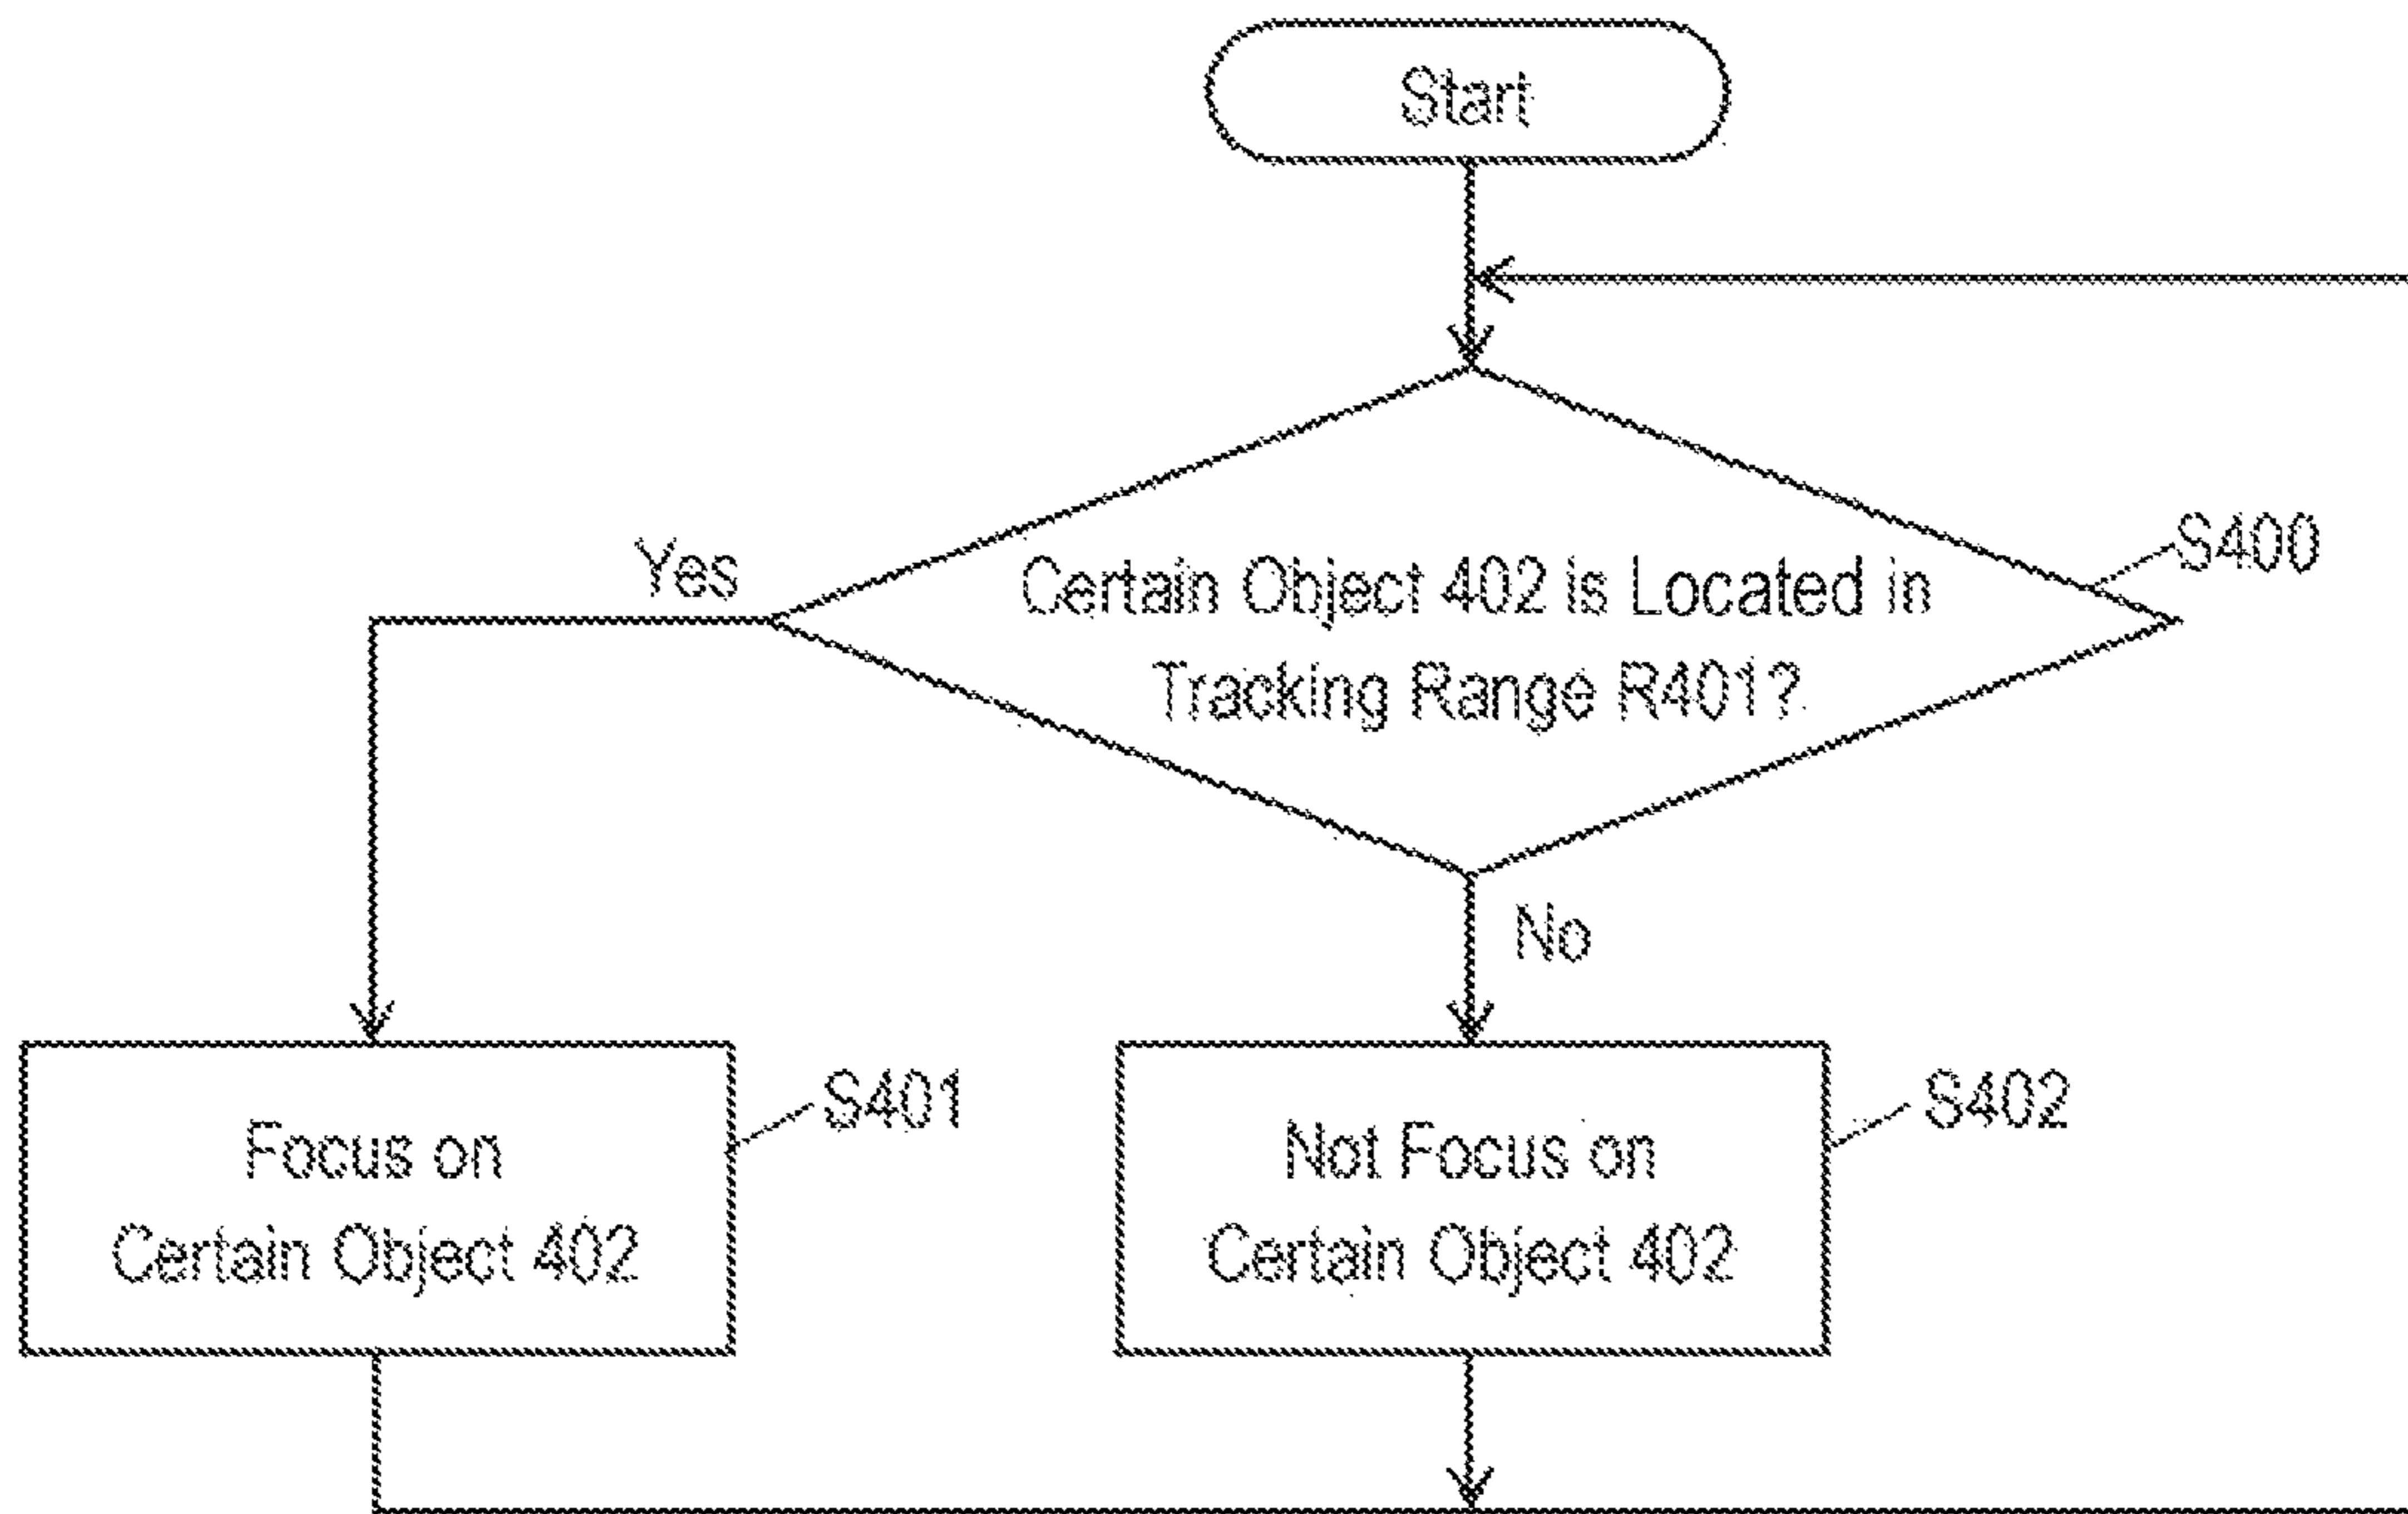 Start
Yes
Certain Object 402 is Located in
Tracking Range R401?
S400
No
Focus on
Certain Object 402
S401
Not Focus on
Certain Object 402
S402